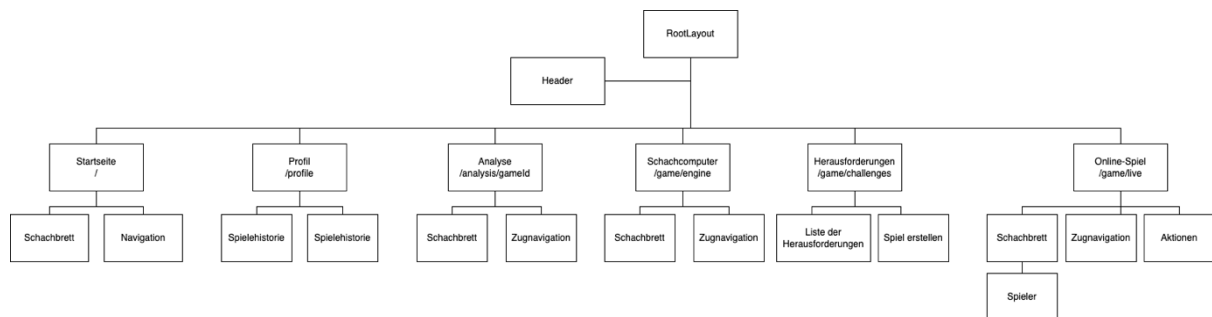 RootLayout
Header
Startseite
/
Profil
/profile
Analyse
/analysis/gameId
Schachcomputer
/game/engine
Herausforderungen
/game/challenges
Online-Spiel
/game/live
Schachbrett
Navigation
Spielehistorie
Spielehistorie
Schachbrett
Zugnavigation
Schachbrett
Zugnavigation
Liste der
Herausforderungen
Spiel erstellen
Schachbrett
Zugnavigation
Aktionen
Spieler